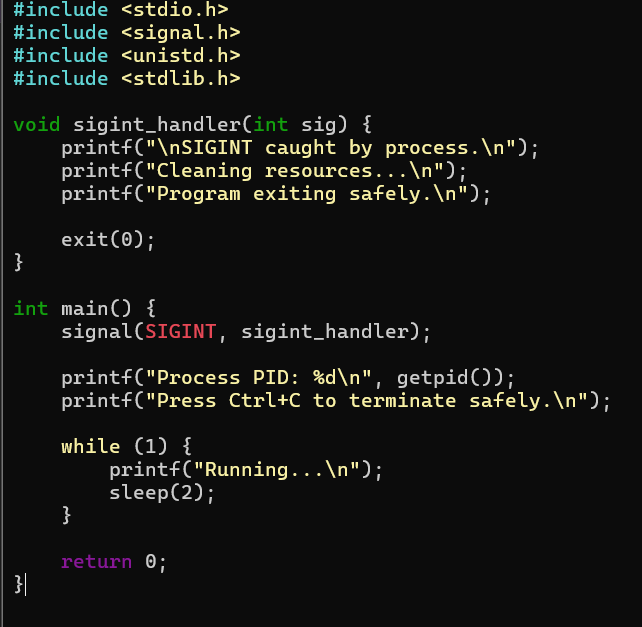 #include <stdio.h>
#include <signal.h>
#include <unistd.h>
#include <stdlib.h>

void sigint_handler(int sig) {
    printf("\nSIGINT caught by process.\n");
    printf("Cleaning resources...\n");
    printf("Program exiting safely.\n");

    exit(0);
}

int main() {
    signal(SIGINT, sigint_handler);

    printf("Process PID: %d\n", getpid());
    printf("Press Ctrl+C to terminate safely.\n");

    while (1) {
        printf("Running...\n");
        sleep(2);
    }

    return 0;
}